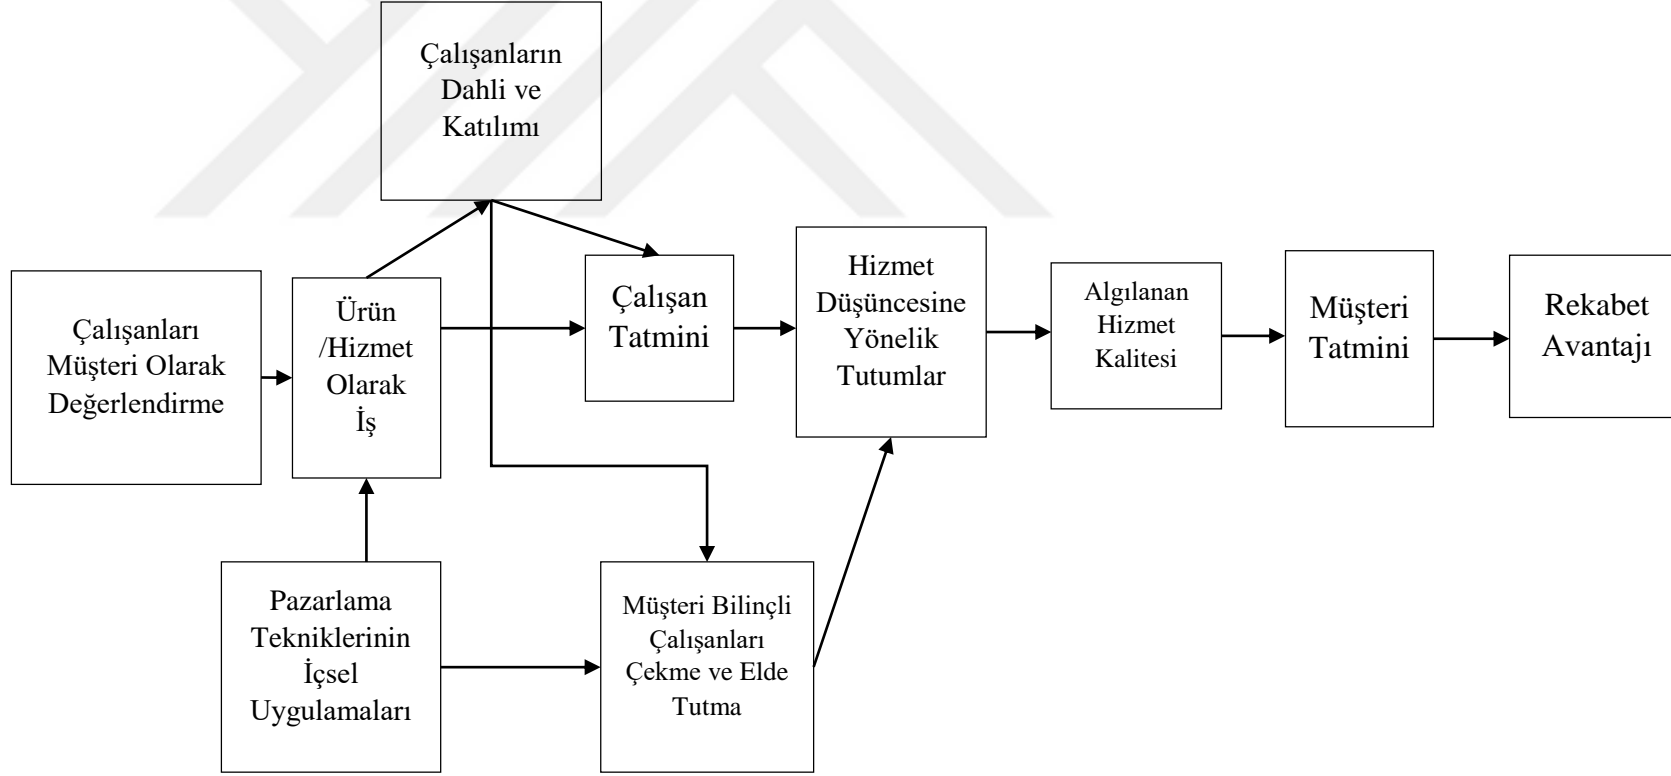 Çalışanların
Dahli ve
Katılımı
Çalışanları
Müşteri Olarak
Değerlendirme
Ürün
/Hizmet
Olarak
İş
Çalışan
Tatmini
Hizmet
Düşüncesine
Yönelik
Tutumlar
Algılanan
Hizmet
Kalitesi
Müşteri
Tatmini
Rekabet
Avantajı
Pazarlama
Tekniklerinin
İçsel
Uygulamaları
Müşteri Bilinçli
Çalışanları
Çekme ve Elde
Tutma